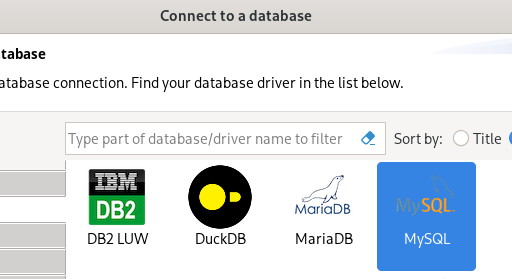 Connect to a database
tabase
atabase connection. Find your database driver in the list below.
Type part of database/driver name to filter Sort by: Title
IBM DB2 MariaDB MySQL
DB2 LUW DuckDB MariaDB MySQL